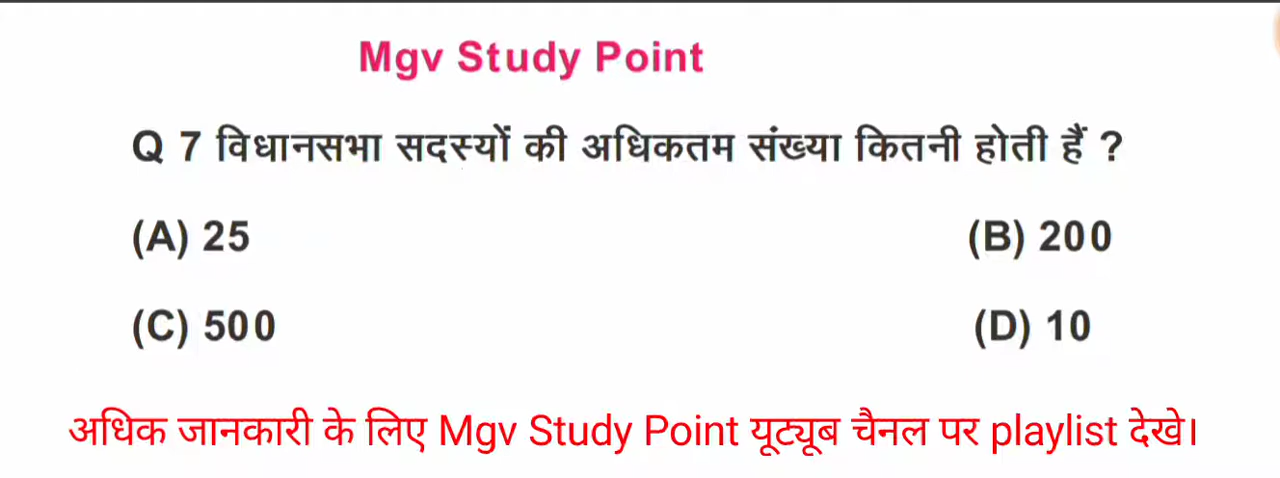 Mgv Study Point
Q 7 विधानसभा सदस्यों की अधिकतम संख्या कितनी होती हैं ?
(A) 25 (B) 200
(C) 500 (D) 10
अधिक जानकारी के लिए Mgv Study Point यूट्यूब चैनल पर playlist देखे।